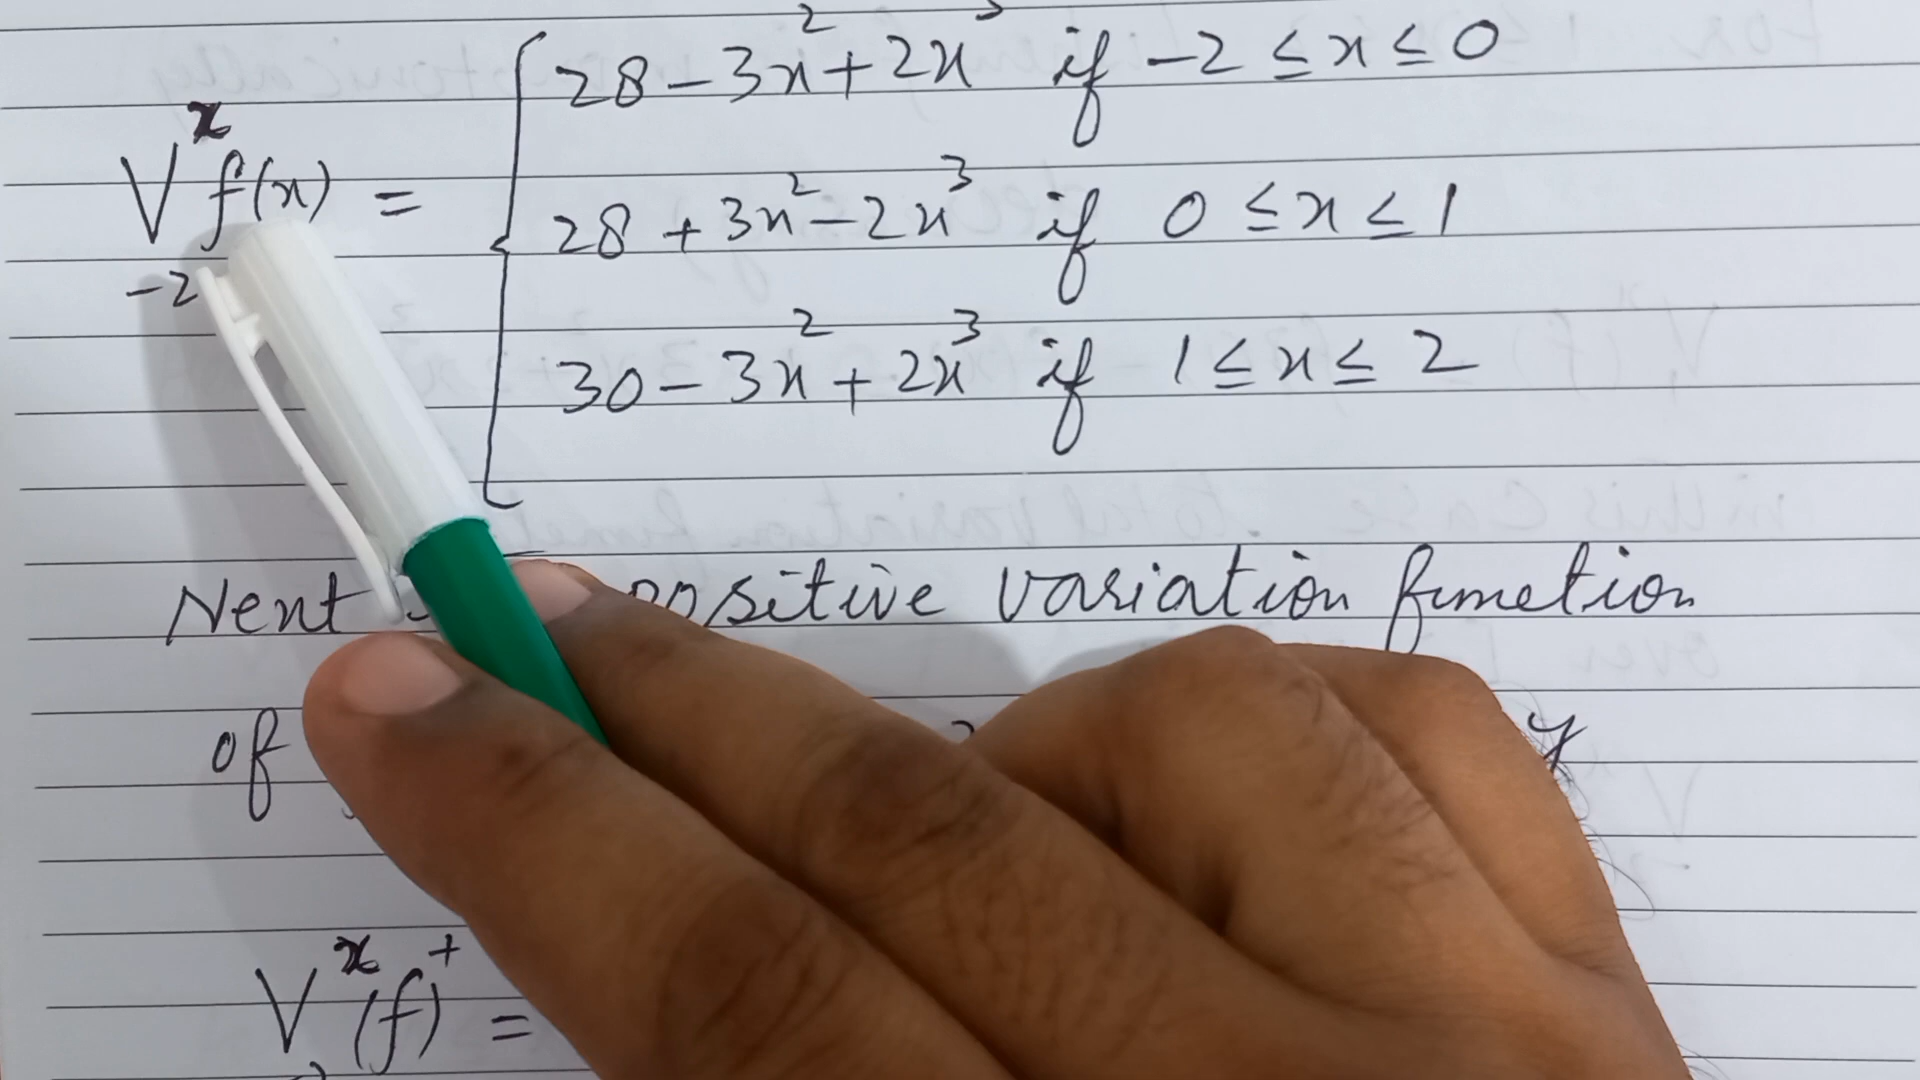 28 - 3x² + 2x³ if -2 ≤ x ≤ 0
V_{-2}^{x} f(x) = { 28 + 3x² - 2x³ if 0 ≤ x ≤ 1
30 - 3x² + 2x³ if 1 ≤ x ≤ 2
Next positive variation function
of
V^{x} (f)^{+} =